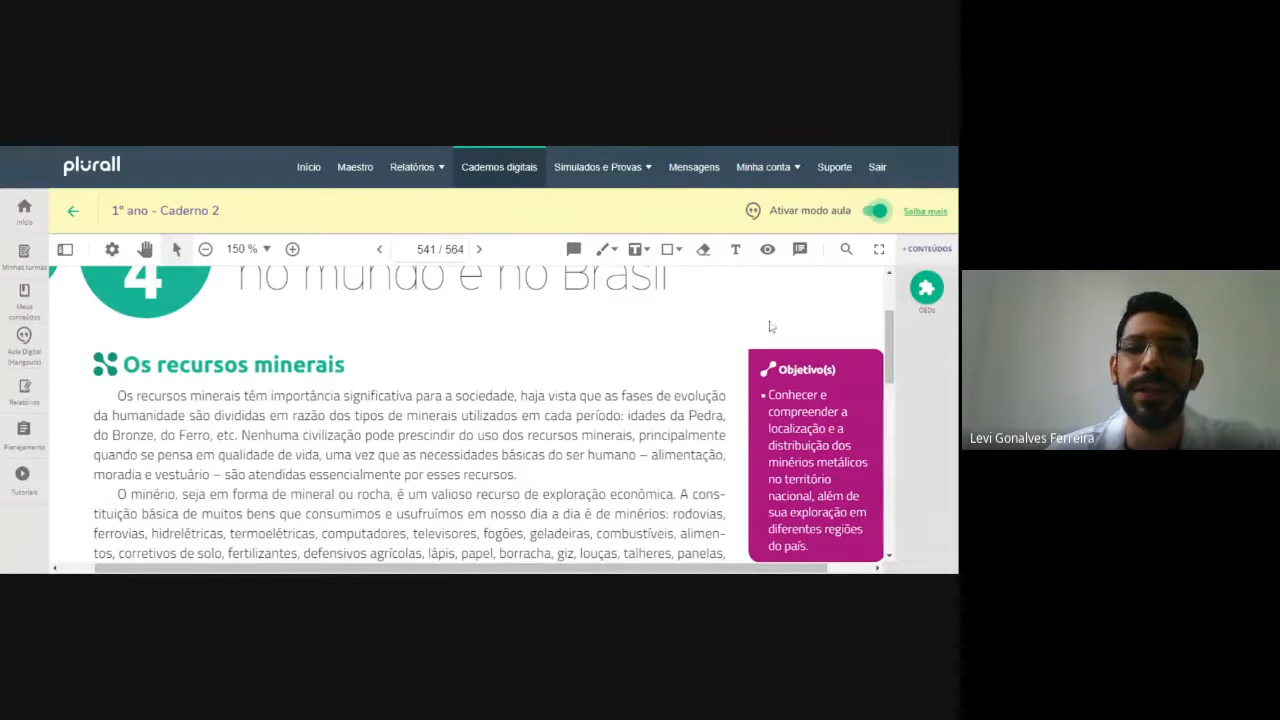 plurall
Início
Maestro
Relatórios
Cadernos digitais
Simulados e Provas
Mensagens
Minha conta
Suporte
Sair
1º ano - Caderno 2
Ativar modo aula
Saiba mais
150 %
541 / 564
+ CONTEÚDOS
OEDs
Início
Minhas turmas
Meus
conteúdos
Aula Digital
(Hangouts)
Relatórios
Planejamento
Tutoriais
4
no mundo e no Brasil
Os recursos minerais
Os recursos minerais têm importância significativa para a sociedade, haja vista que as fases de evolução
da humanidade são divididas em razão dos tipos de minerais utilizados em cada período: idades da Pedra,
do Bronze, do Ferro, etc. Nenhuma civilização pode prescindir do uso dos recursos minerais, principalmente
quando se pensa em qualidade de vida, uma vez que as necessidades básicas do ser humano – alimentação,
moradia e vestuário – são atendidas essencialmente por esses recursos.
O minério, seja em forma de mineral ou rocha, é um valioso recurso de exploração econômica. A cons-
tituição básica de muitos bens que consumimos e usufruímos em nosso dia a dia é de minérios: rodovias,
ferrovias, hidrelétricas, termoelétricas, computadores, televisores, fogões, geladeiras, combustíveis, alimen-
tos, corretivos de solo, fertilizantes, defensivos agrícolas, lápis, papel, borracha, giz, louças, talheres, panelas,
Objetivo(s)
• Conhecer e
compreender a
localização e a
distribuição dos
minérios metálicos
no território
nacional, além de
sua exploração em
diferentes regiões
do país.
Levi Gonalves Ferreira